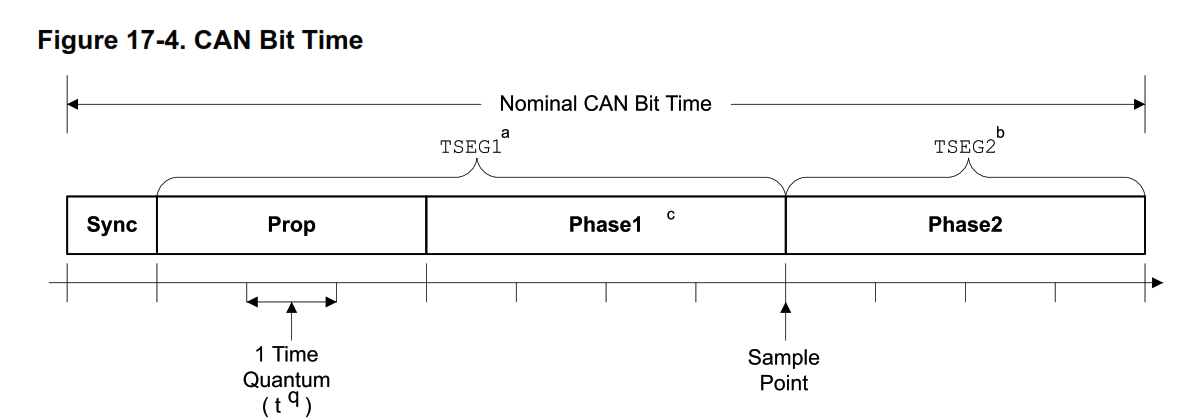 Figure 17-4. CAN Bit Time
Nominal CAN Bit Time
TSEG1a
TSEG2b
Sync
Prop
Phase1 c
Phase2
1 Time
Quantum
( t q )
Sample
Point